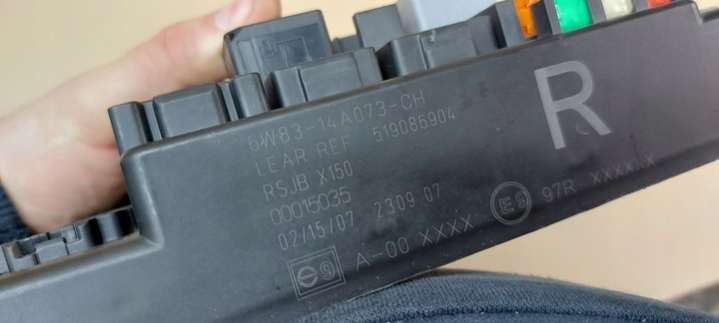 6W83-14A073-CH
LEAR REF 519086904
RSJB X150
00015035
02/15/07 2309 07
e9 A-00 XXXX
E9 97R XXXX X
R